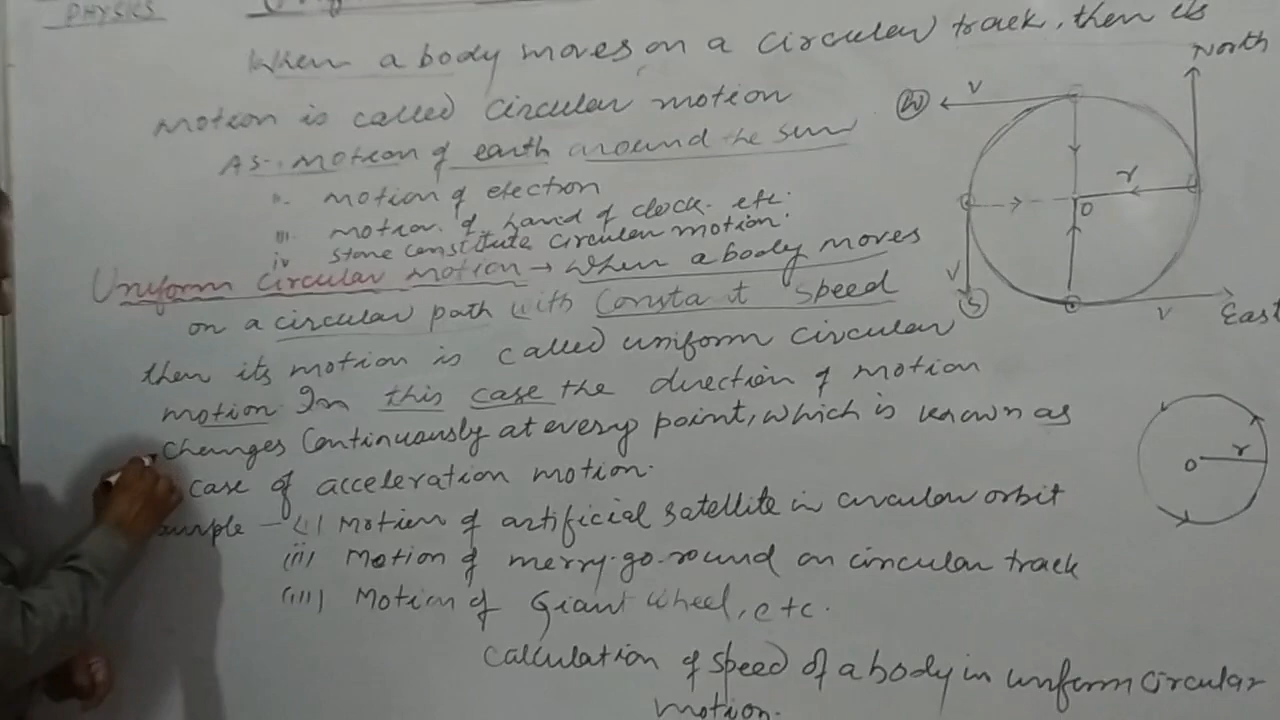 PHYSICS
When a body moves on a circular track, then its
motion is called circular motion
As -. motion of earth around the sun
ii. motion of electron
iii motion of hand of clock. etc.
iv stone constitute circular motion.
Uniform circular motion → When a body moves
on a circular path with Constant speed
then its motion is called uniform circular
motion In this case the direction of motion
changes Continuously at every point, which is known as
case of acceleration motion.
(i) Motion of artificial satellite in circular orbit
(ii) Motion of merry-go-round on circular track
(iii) Motion of Giant wheel, etc.
Calculation of speed of a body in uniform circular
motion.
North
W
V
r
O
V
S
V
East
O
r